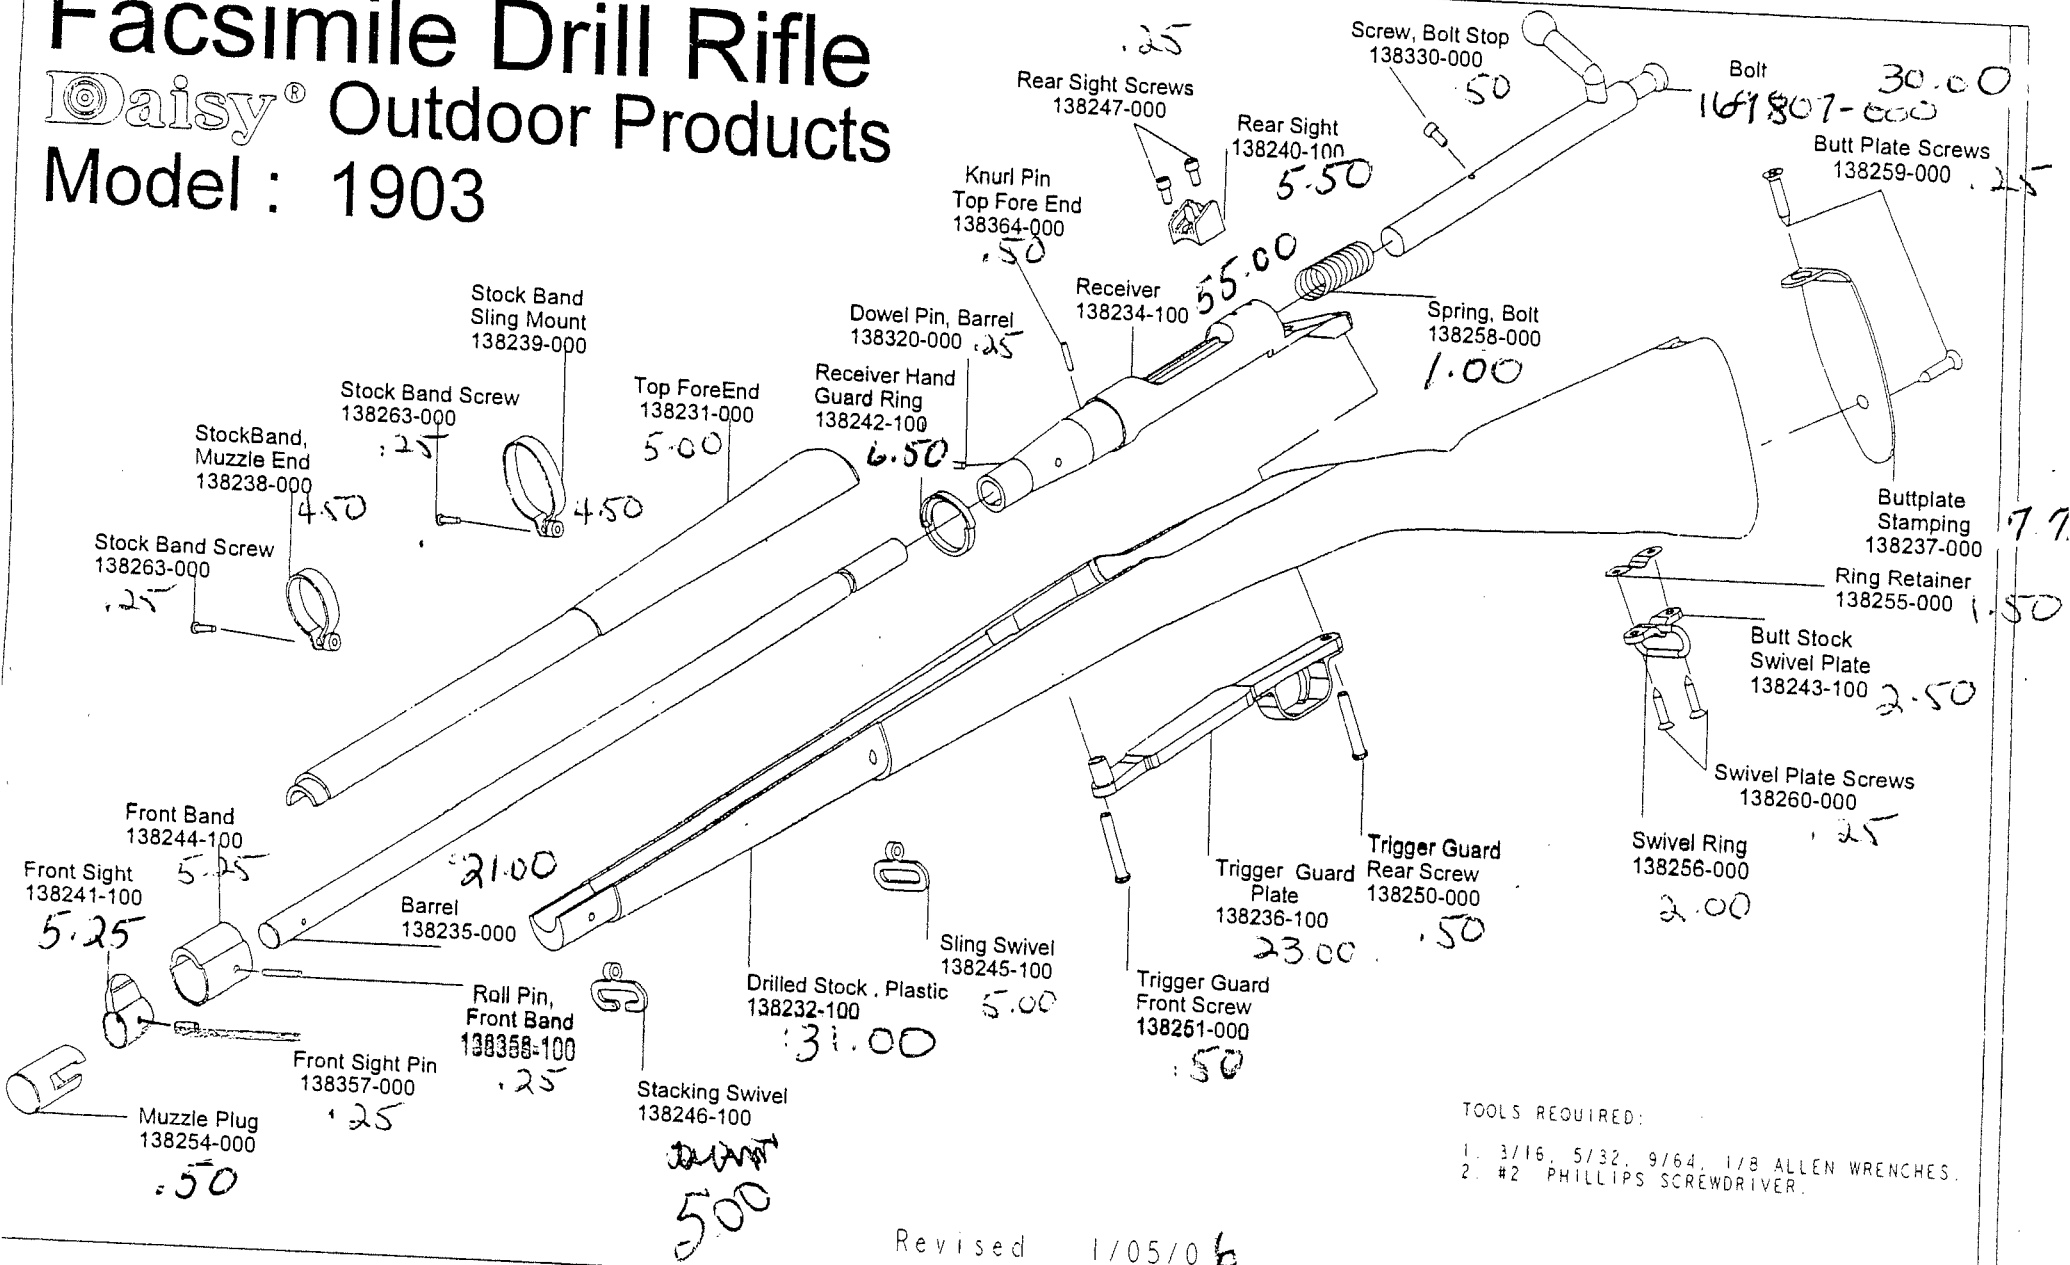 Facsimile Drill Rifle
Daisy® Outdoor Products
Model : 1903
.25
Rear Sight Screws
138247-000
Screw, Bolt Stop
138330-000
.50
Bolt
30.00
169807-000
Rear Sight
138240-100
5.50
Butt Plate Screws
138259-000
.25
Knurl Pin
Top Fore End
138364-000
.50
Receiver
138234-100
55.00
Spring, Bolt
138258-000
1.00
Stock Band
Sling Mount
138239-000
4.50
Dowel Pin, Barrel
138320-000 .25
Receiver Hand
Guard Ring
138242-100
6.50
Top ForeEnd
138231-000
5.00
Stock Band Screw
138263-000
.25
StockBand,
Muzzle End
138238-000
4.50
Stock Band Screw
138263-000
.25
Buttplate
Stamping
138237-000
Ring Retainer
138255-000 1.50
Butt Stock
Swivel Plate
138243-100 2.50
Swivel Plate Screws
138260-000
.25
Swivel Ring
138256-000
2.00
Front Band
138244-100
5.25
Front Sight
138241-100
5.25
21.00
Barrel
138235-000
Trigger Guard
Rear Screw
138250-000
.50
Trigger Guard
Plate
138236-100
23.00
Sling Swivel
138245-100
5.00
Trigger Guard
Front Screw
138251-000
.50
Drilled Stock , Plastic
138232-100
31.00
Roll Pin,
Front Band
138358-100
.25
Front Sight Pin
138357-000
.25
Stacking Swivel
138246-100
500
Muzzle Plug
138254-000
.50
TOOLS REQUIRED:
1. 3/16, 5/32, 9/64, 1/8 ALLEN WRENCHES.
2. #2 PHILLIPS SCREWDRIVER.
Revised 1/05/06